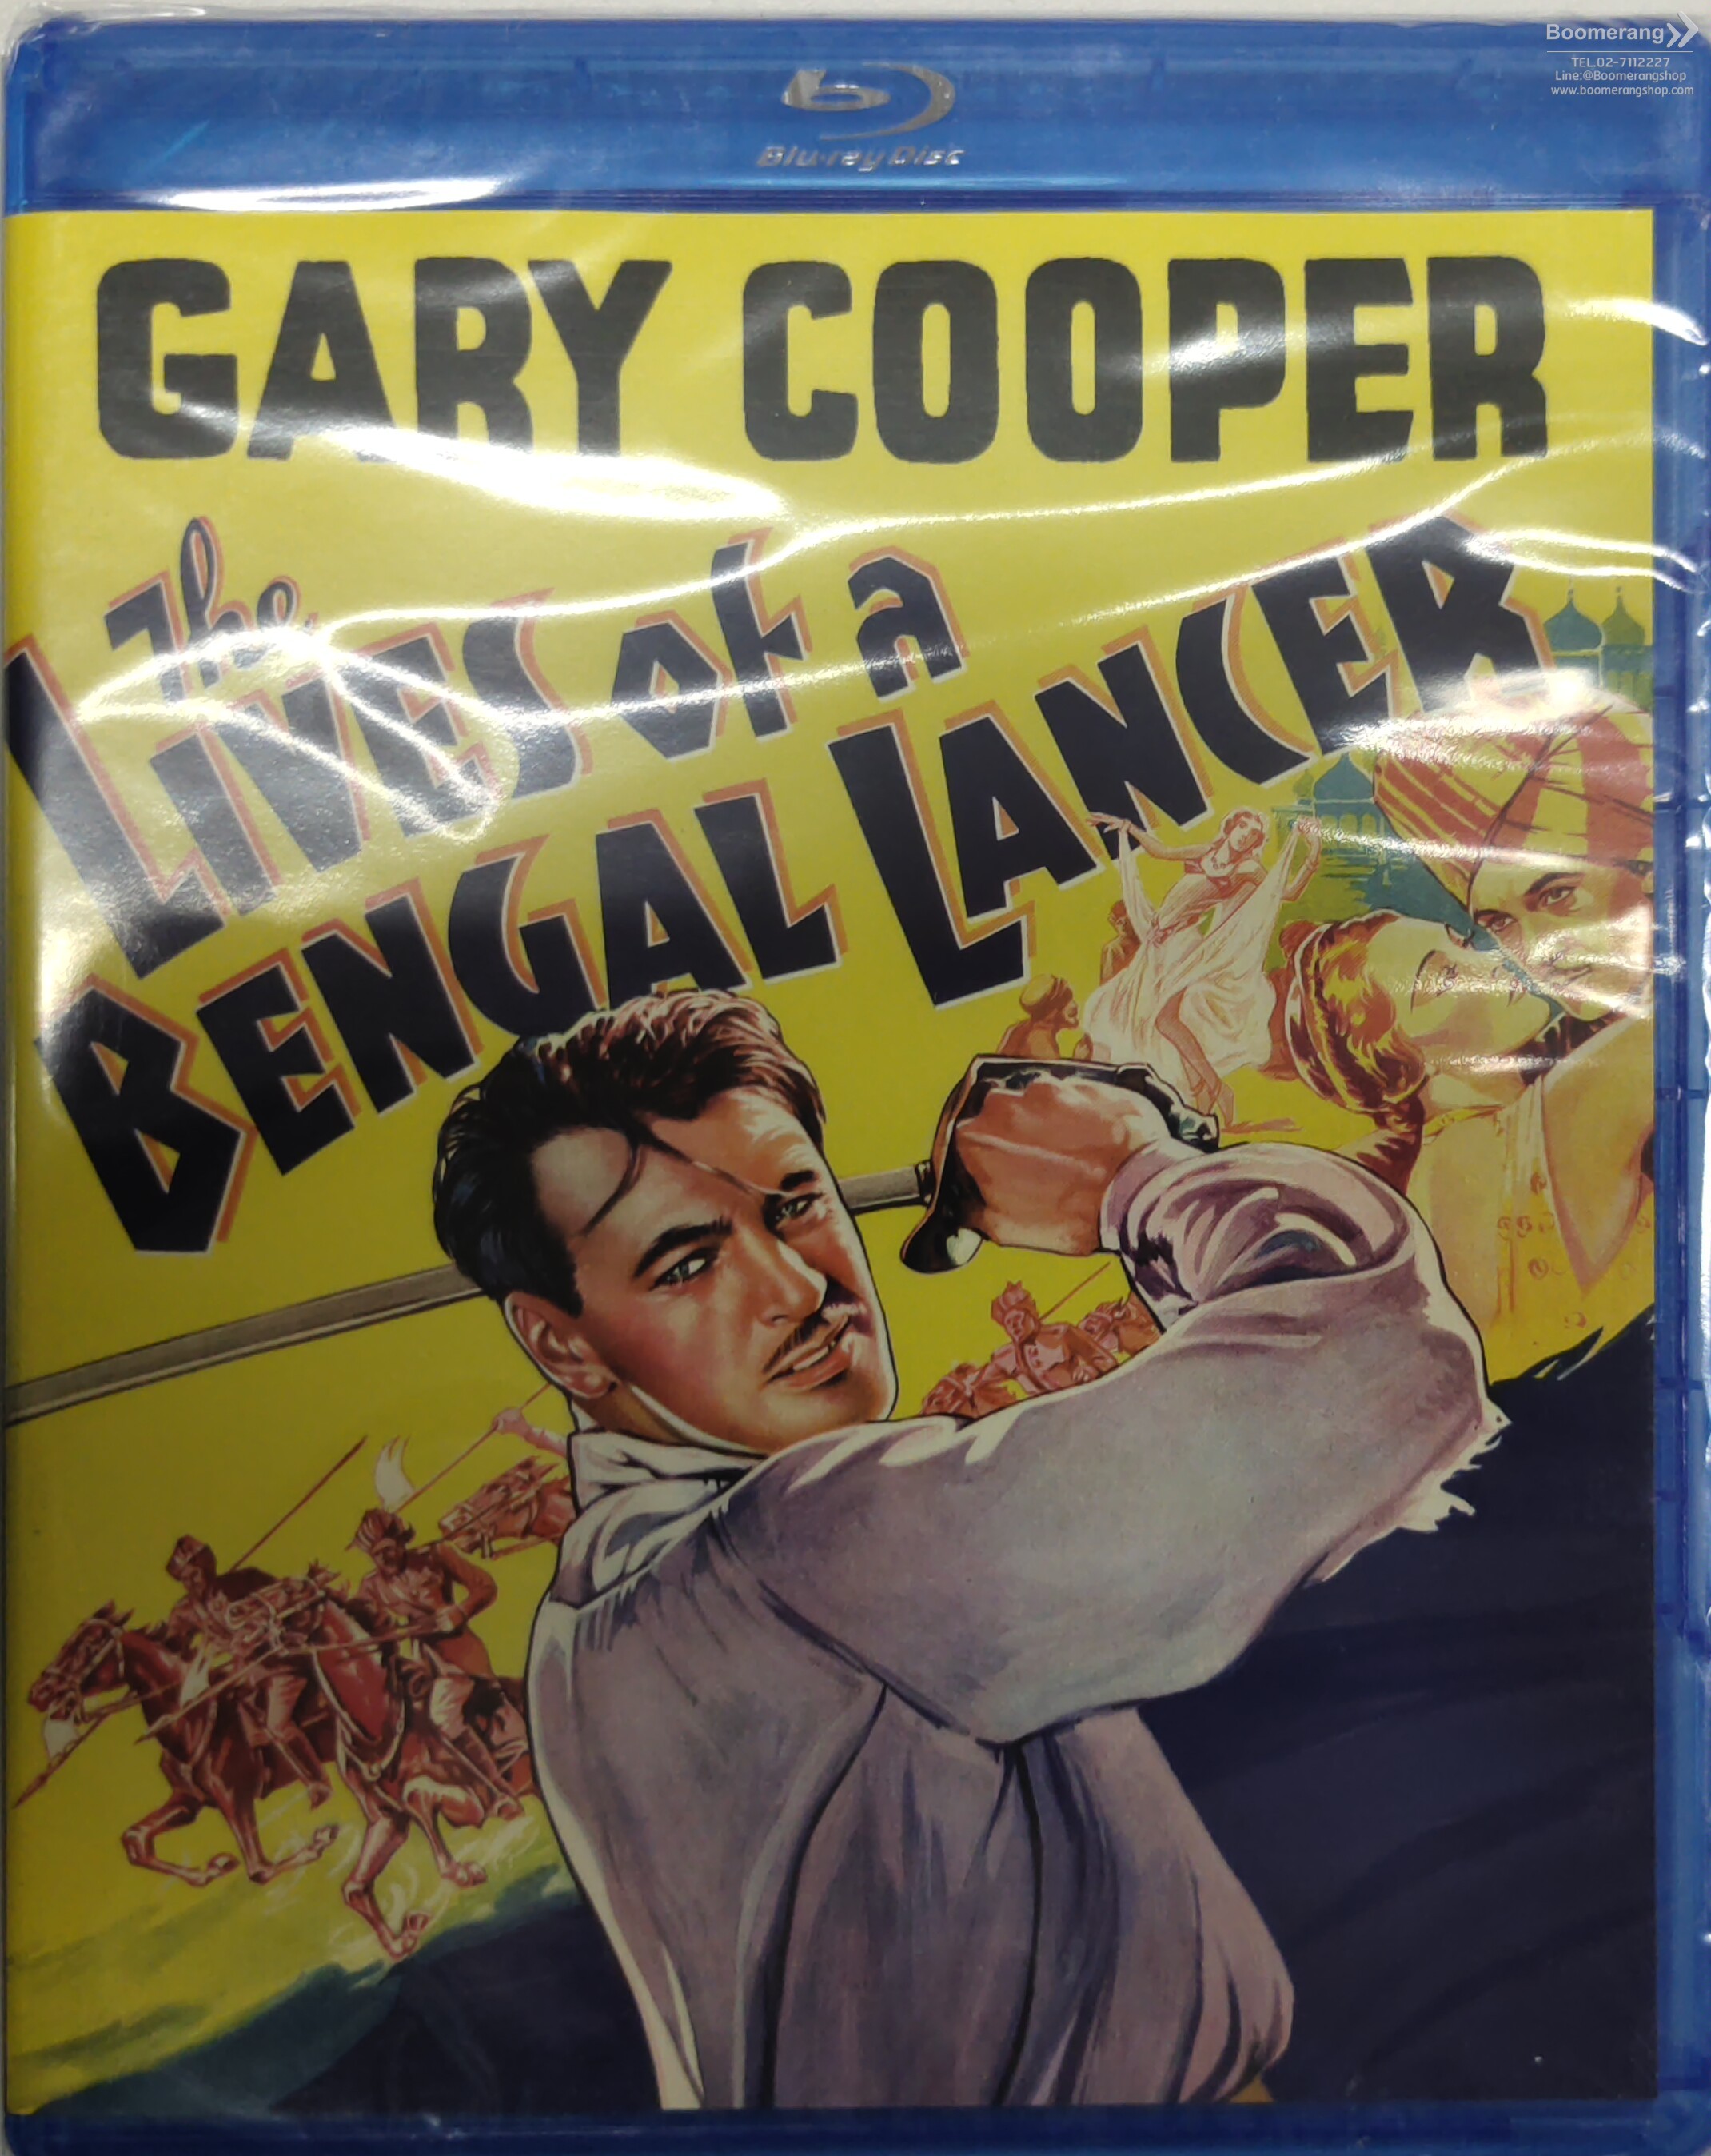 Boomerang
TEL.02-7112227
Line:@Boomerangshop
www.boomerangshop.com
Blu-ray Disc
GARY COOPER
The
LIVES of a
BENGAL LANCER